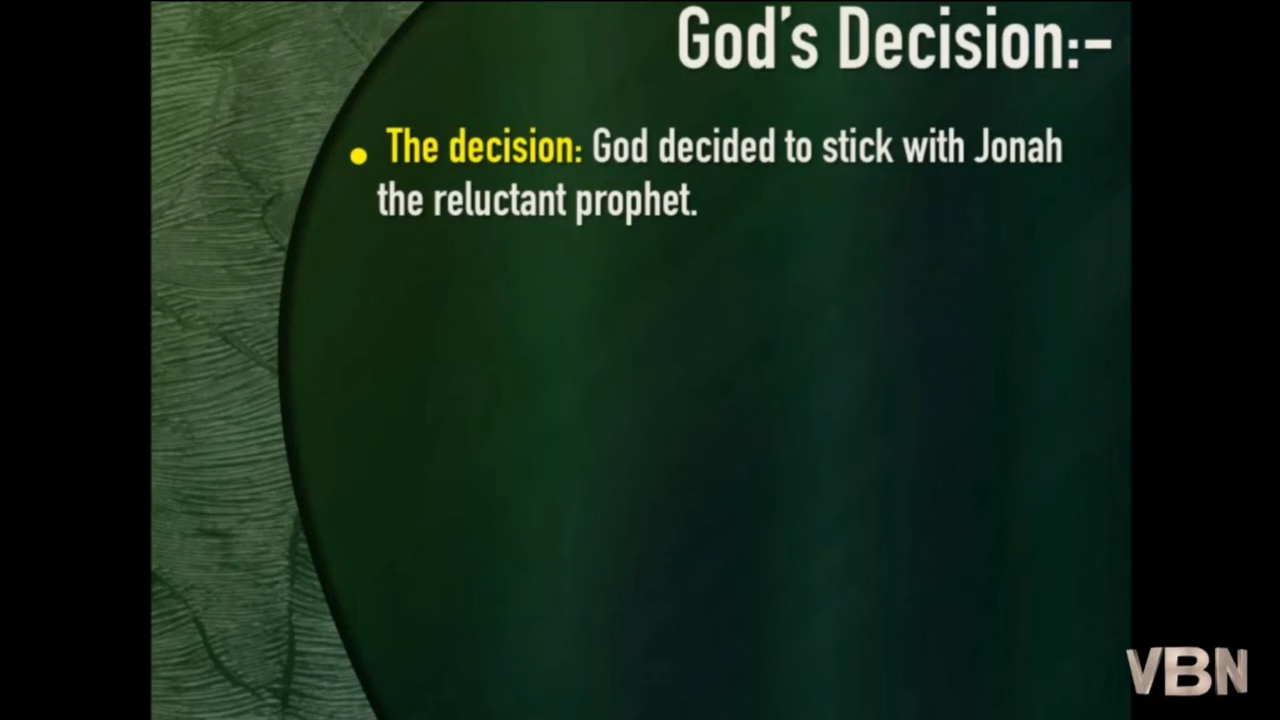 God's Decision:-
• The decision: God decided to stick with Jonah
the reluctant prophet.
VBN